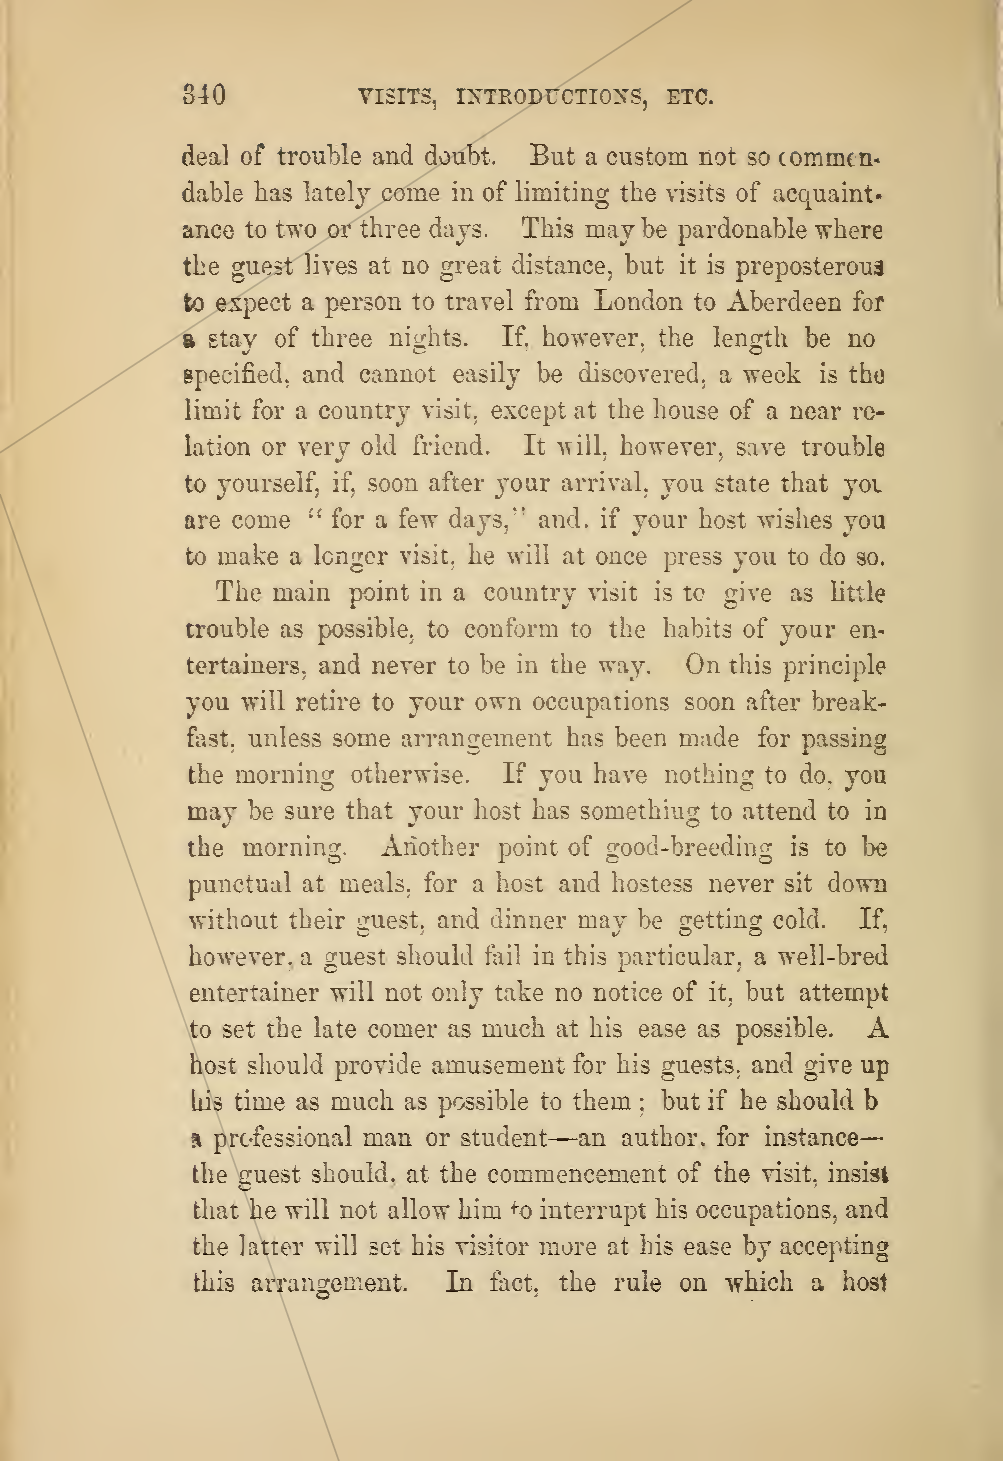 340 VISITS, INTRODUCTIONS, ETC.
deal of trouble and doubt. But a custom not so commen-
dable has lately come in of limiting the visits of acquaint-
ance to two or three days. This may be pardonable where
the guest lives at no great distance, but it is preposterous
to expect a person to travel from London to Aberdeen for
a stay of three nights. If, however, the length be no
specified, and cannot easily be discovered, a week is the
limit for a country visit, except at the house of a near re-
lation or very old friend. It will, however, save trouble
to yourself, if, soon after your arrival, you state that you
are come “ for a few days,” and, if your host wishes you
to make a longer visit, he will at once press you to do so.
The main point in a country visit is to give as little
trouble as possible, to conform to the habits of your en-
tertainers, and never to be in the way. On this principle
you will retire to your own occupations soon after break-
fast, unless some arrangement has been made for passing
the morning otherwise. If you have nothing to do, you
may be sure that your host has something to attend to in
the morning. Another point of good-breeding is to be
punctual at meals, for a host and hostess never sit down
without their guest, and dinner may be getting cold. If,
however, a guest should fail in this particular, a well-bred
entertainer will not only take no notice of it, but attempt
to set the late comer as much at his ease as possible. A
host should provide amusement for his guests, and give up
his time as much as possible to them ; but if he should b
a professional man or student—an author, for instance—
the guest should, at the commencement of the visit, insist
that he will not allow him to interrupt his occupations, and
the latter will set his visitor more at his ease by accepting
this arrangement. In fact, the rule on which a host